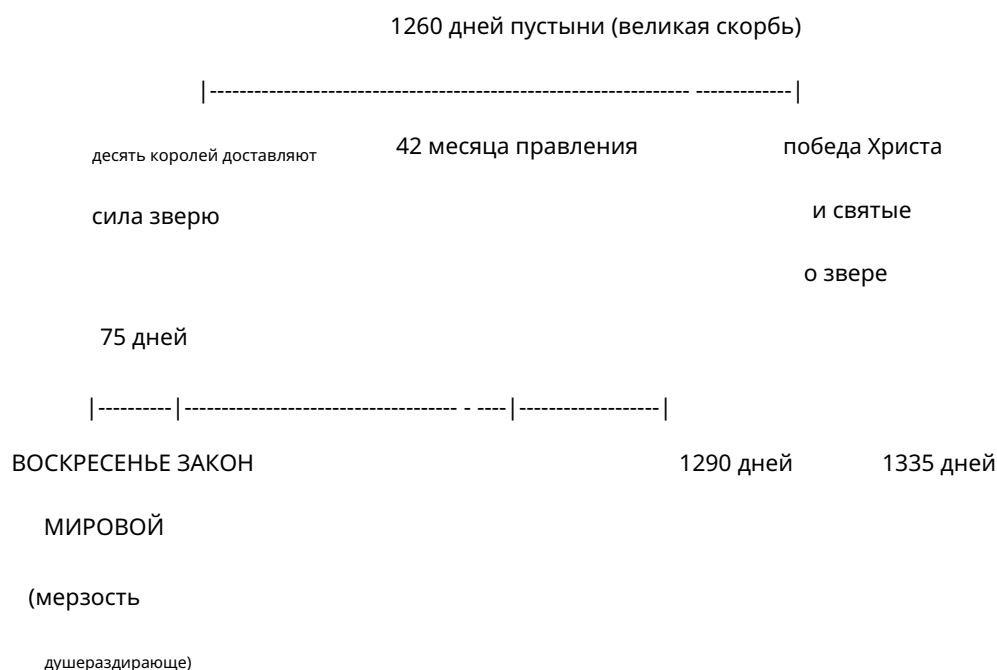 1260 дней пустыни (великая скорбь)
|---------------------------------------------------------------- -------------|
десять королей доставляют 42 месяца правления победа Христа
сила зверю и святые
о звере
75 дней
|----------|------------------------------------ - ----|-------------------|
ВОСКРЕСЕНЬЕ ЗАКОН 1290 дней 1335 дней
МИРОВОЙ
(мерзость
душераздирающе)